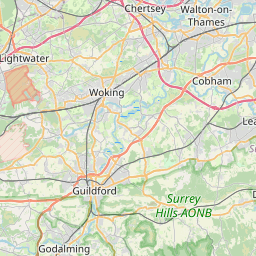 Chertsey
Walton-on-
Thames
Lightwater
Cobham
Woking
Lea
Guildford
Surrey
Hills AONB
D
Godalming